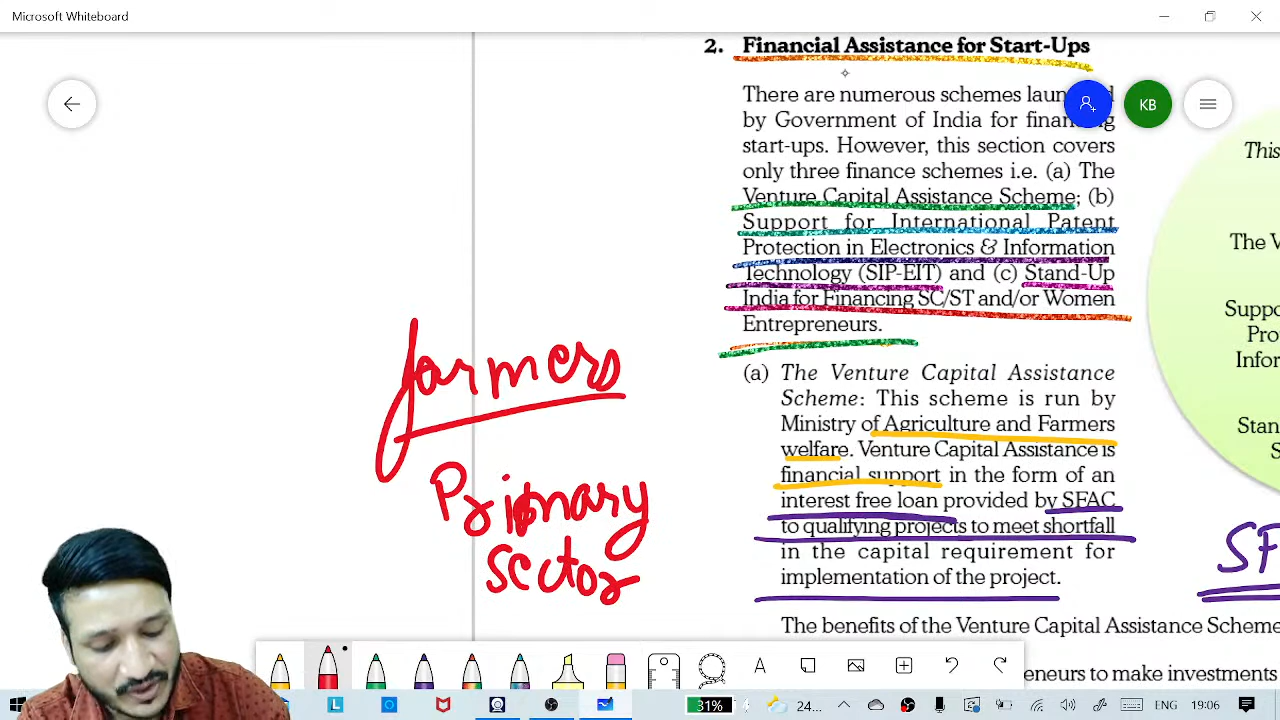 Microsoft Whiteboard
2. Financial Assistance for Start-Ups
There are numerous schemes
by Government of India for
start-ups. However, this section covers
only three finance schemes i.e. (a) The
Venture Capital Assistance Scheme; (b)
Support for International Patent
Protection in Electronics & Information
Technology (SIP-EIT) and (c) Stand-Up
India for Financing SC/ST and/or Women
Entrepreneurs.
(a) The Venture Capital Assistance
Scheme: This scheme is run by
Ministry of Agriculture and Farmers
welfare. Venture Capital Assistance is
financial support in the form of an
interest free loan provided by SFAC
to qualifying projects to meet shortfall
in the capital requirement for
implementation of the project.
The benefits of the Venture Capital Assistance Scheme
eneurs to make investments
farmers
Primary
Sector
KB
This
The V
Suppo
Pro
Infor
Stan
S
SF
31%
24...
ENG
19:06